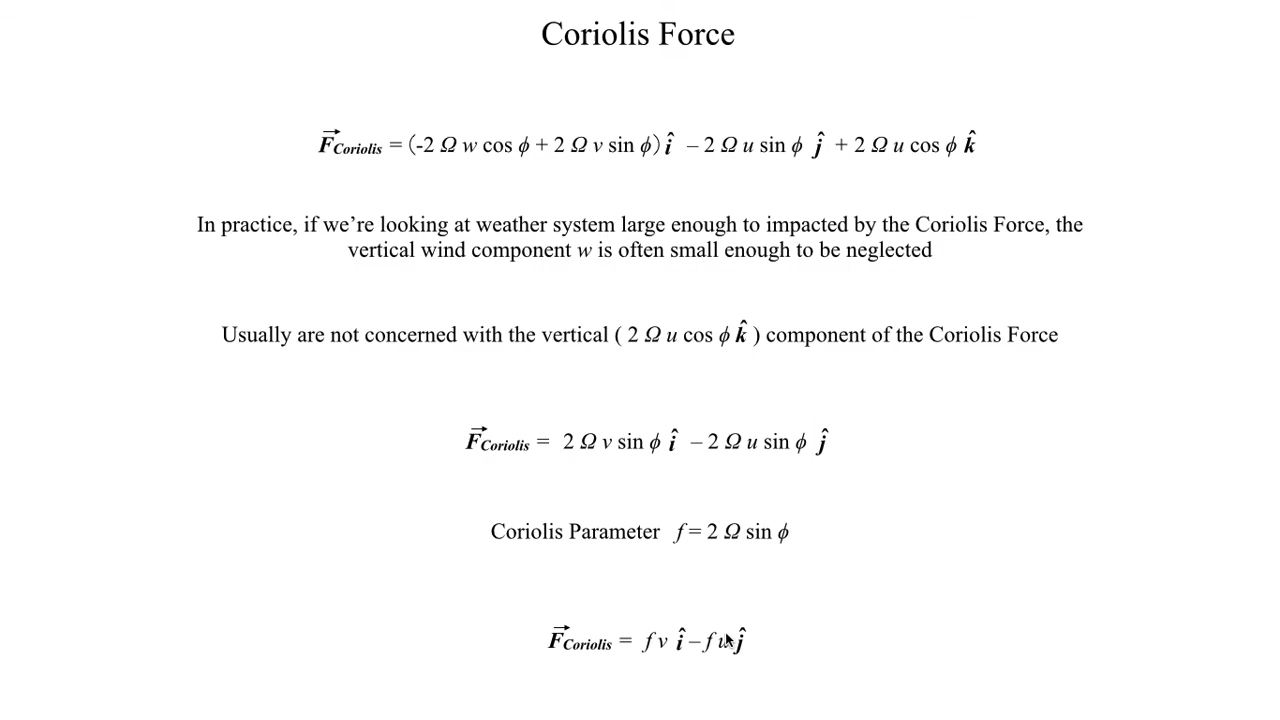 Coriolis Force
F⃗Coriolis = (-2 Ω w cos ϕ + 2 Ω v sin ϕ) î – 2 Ω u sin ϕ ĵ + 2 Ω u cos ϕ k̂
In practice, if we’re looking at weather system large enough to impacted by the Coriolis Force, the
vertical wind component w is often small enough to be neglected
Usually are not concerned with the vertical ( 2 Ω u cos ϕ k̂ ) component of the Coriolis Force
F⃗Coriolis = 2 Ω v sin ϕ î – 2 Ω u sin ϕ ĵ
Coriolis Parameter f = 2 Ω sin ϕ
F⃗Coriolis = f v î – f u ĵ